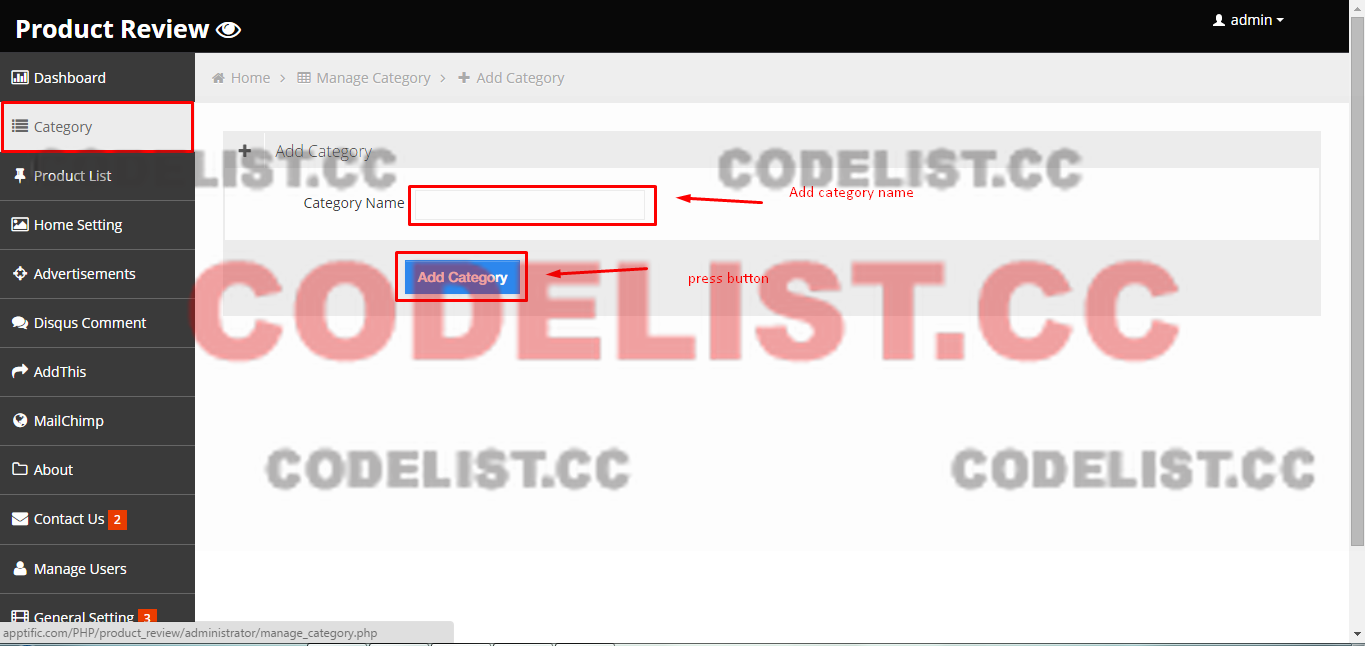 Product Review
admin
Dashboard
Home > Manage Category > Add Category
Category
Add Category
CODELIST.CC
CODELIST.CC
Product List
Add category name
Category Name
Home Setting
Add Category
press button
Advertisements
CODELIST.CC
Disqus Comment
AddThis
MailChimp
About
CODELIST.CC
CODELIST.CC
Contact Us 2
Manage Users
General Setting 3
apptific.com/PHP/product_review/administrator/manage_category.php